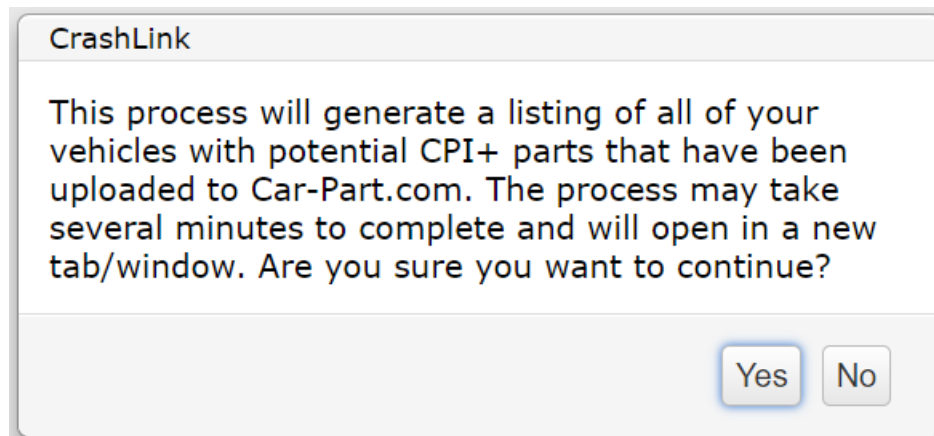 CrashLink
This process will generate a listing of all of your
vehicles with potential CPI+ parts that have been
uploaded to Car-Part.com. The process may take
several minutes to complete and will open in a new
tab/window. Are you sure you want to continue?
Yes No